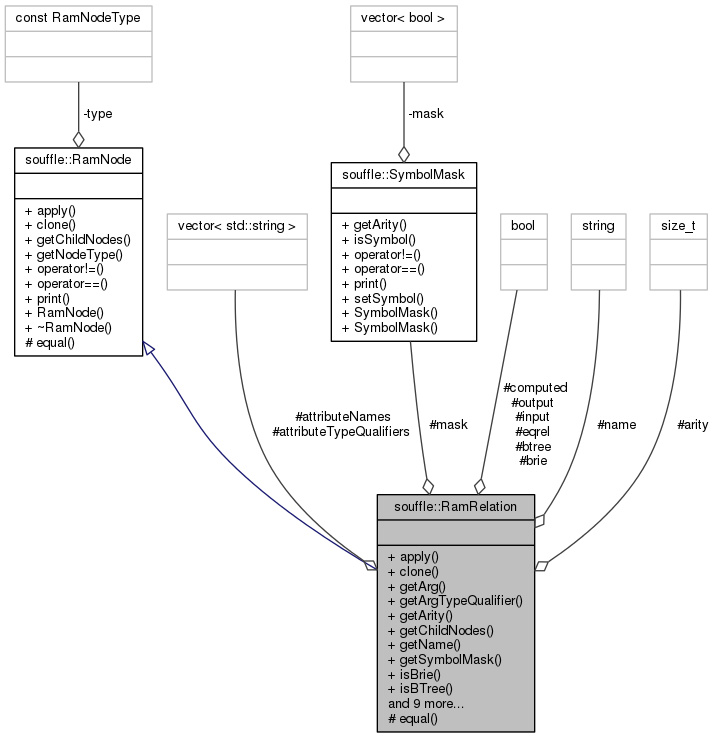 const RamNodeType
vector< bool >
-type
-mask
souffle::RamNode
+ apply()
+ clone()
+ getChildNodes()
+ getNodeType()
+ operator!=()
+ operator==()
+ print()
+ RamNode()
+ ~RamNode()
# equal()
souffle::SymbolMask
+ getArity()
+ isSymbol()
+ operator!=()
+ operator==()
+ print()
+ setSymbol()
+ SymbolMask()
+ SymbolMask()
vector< std::string >
bool
string
size_t
#attributeNames
#attributeTypeQualifiers
#mask
#computed
#output
#input
#eqrel
#btree
#brie
#name
#arity
souffle::RamRelation
+ apply()
+ clone()
+ getArg()
+ getArgTypeQualifier()
+ getArity()
+ getChildNodes()
+ getName()
+ getSymbolMask()
+ isBrie()
+ isBTree()
and 9 more...
# equal()